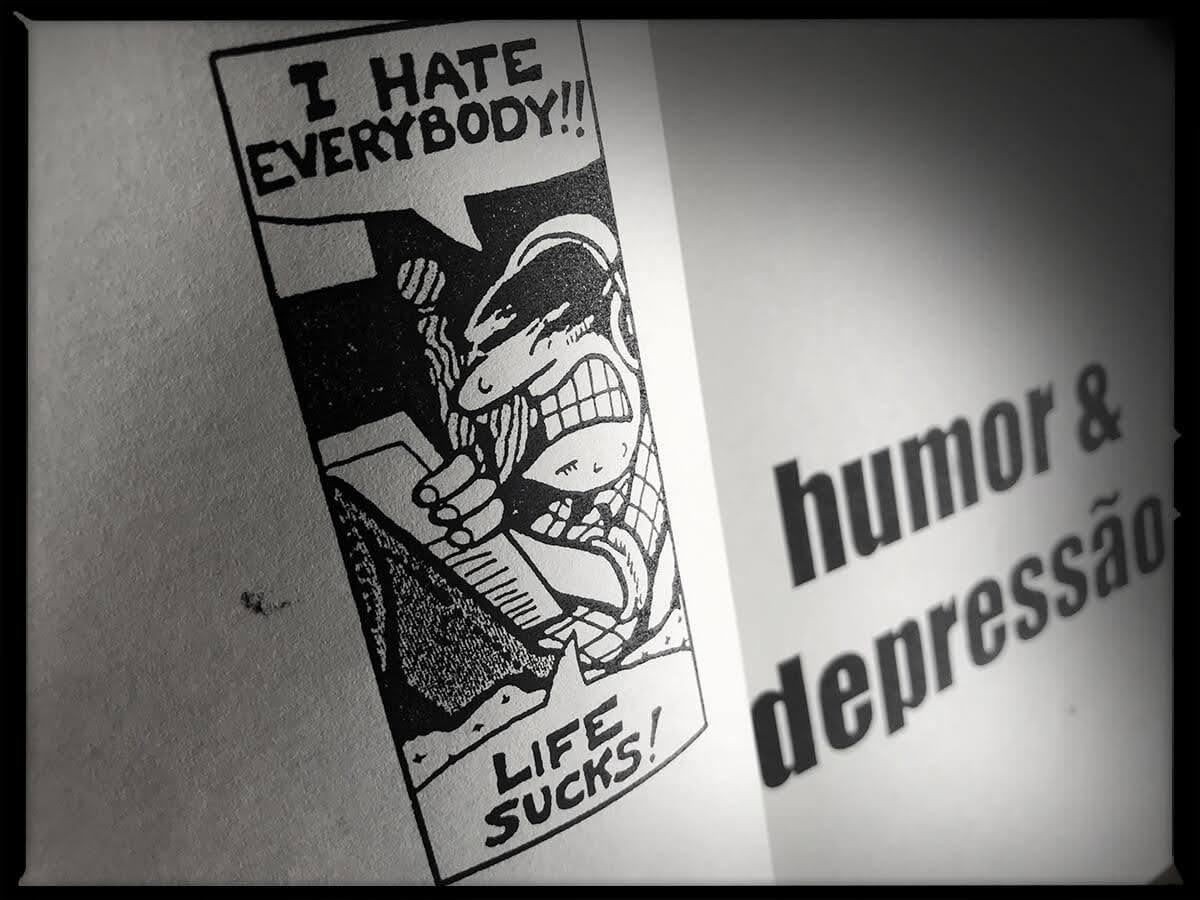 I HATE
EVERYBODY!!
LIFE
SUCKS!
humor &
depressão